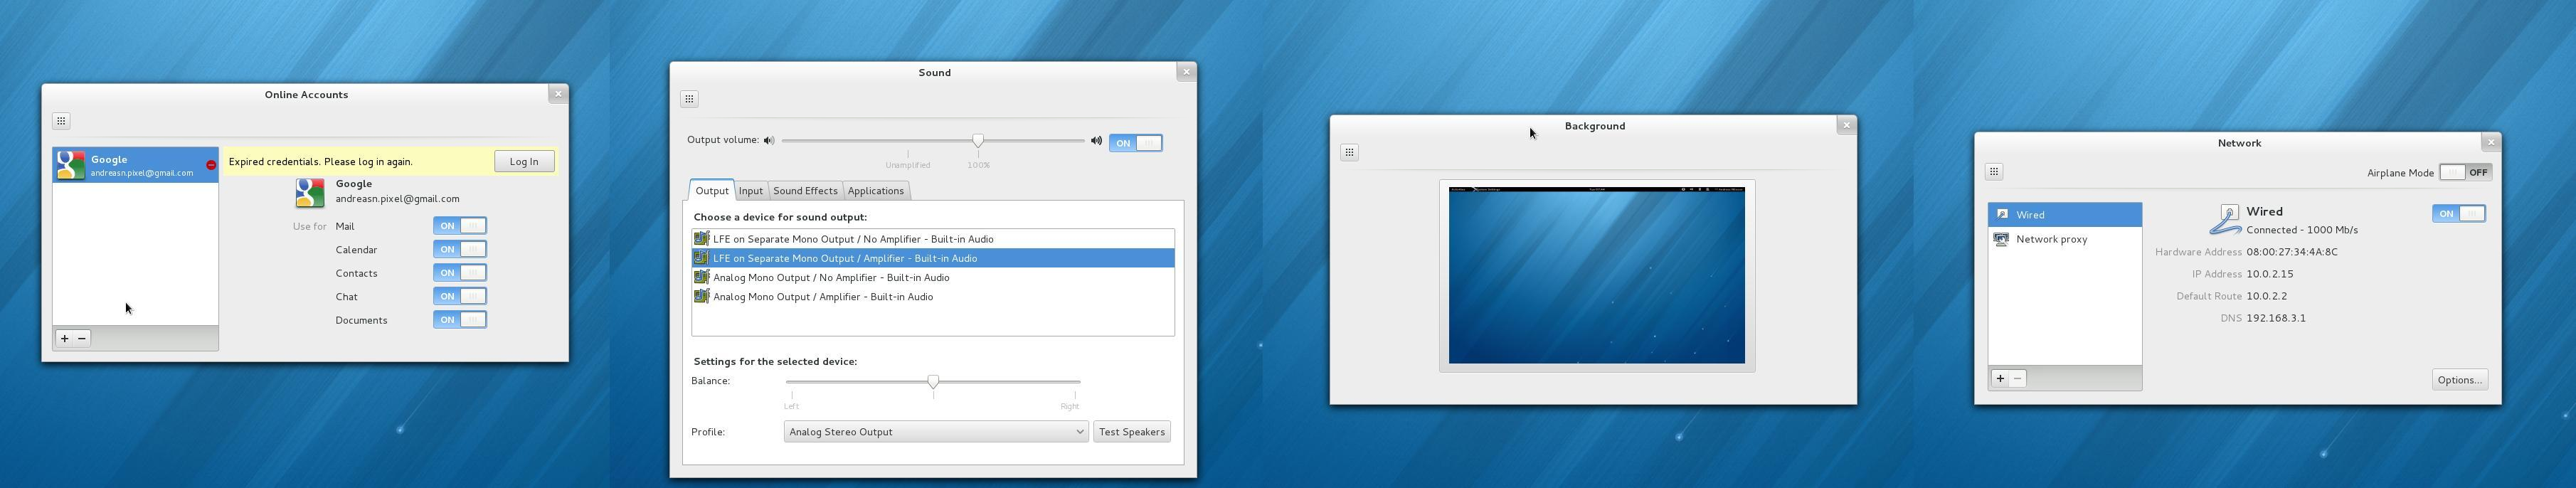 Online Accounts
Google
andreasn.pixel@gmail.com
Expired credentials. Please log in again.
Log In
Google
andreasn.pixel@gmail.com
Use for Mail ON
Calendar ON
Contacts ON
Chat ON
Documents ON
Sound
Output volume: ON
Unamplified 100%
Output Input Sound Effects Applications
Choose a device for sound output:
LFE on Separate Mono Output / No Amplifier - Built-in Audio
LFE on Separate Mono Output / Amplifier - Built-in Audio
Analog Mono Output / No Amplifier - Built-in Audio
Analog Mono Output / Amplifier - Built-in Audio
Settings for the selected device:
Balance:
Left Right
Profile: Analog Stereo Output Test Speakers
Background
Network
Airplane Mode OFF
Wired
Network proxy
Wired ON
Connected - 1000 Mb/s
Hardware Address 08:00:27:34:4A:8C
IP Address 10.0.2.15
Default Route 10.0.2.2
DNS 192.168.3.1
Options...